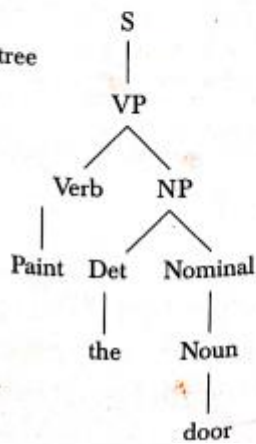 S
tree
VP
Verb NP
Paint Det Nominal
the Noun
door